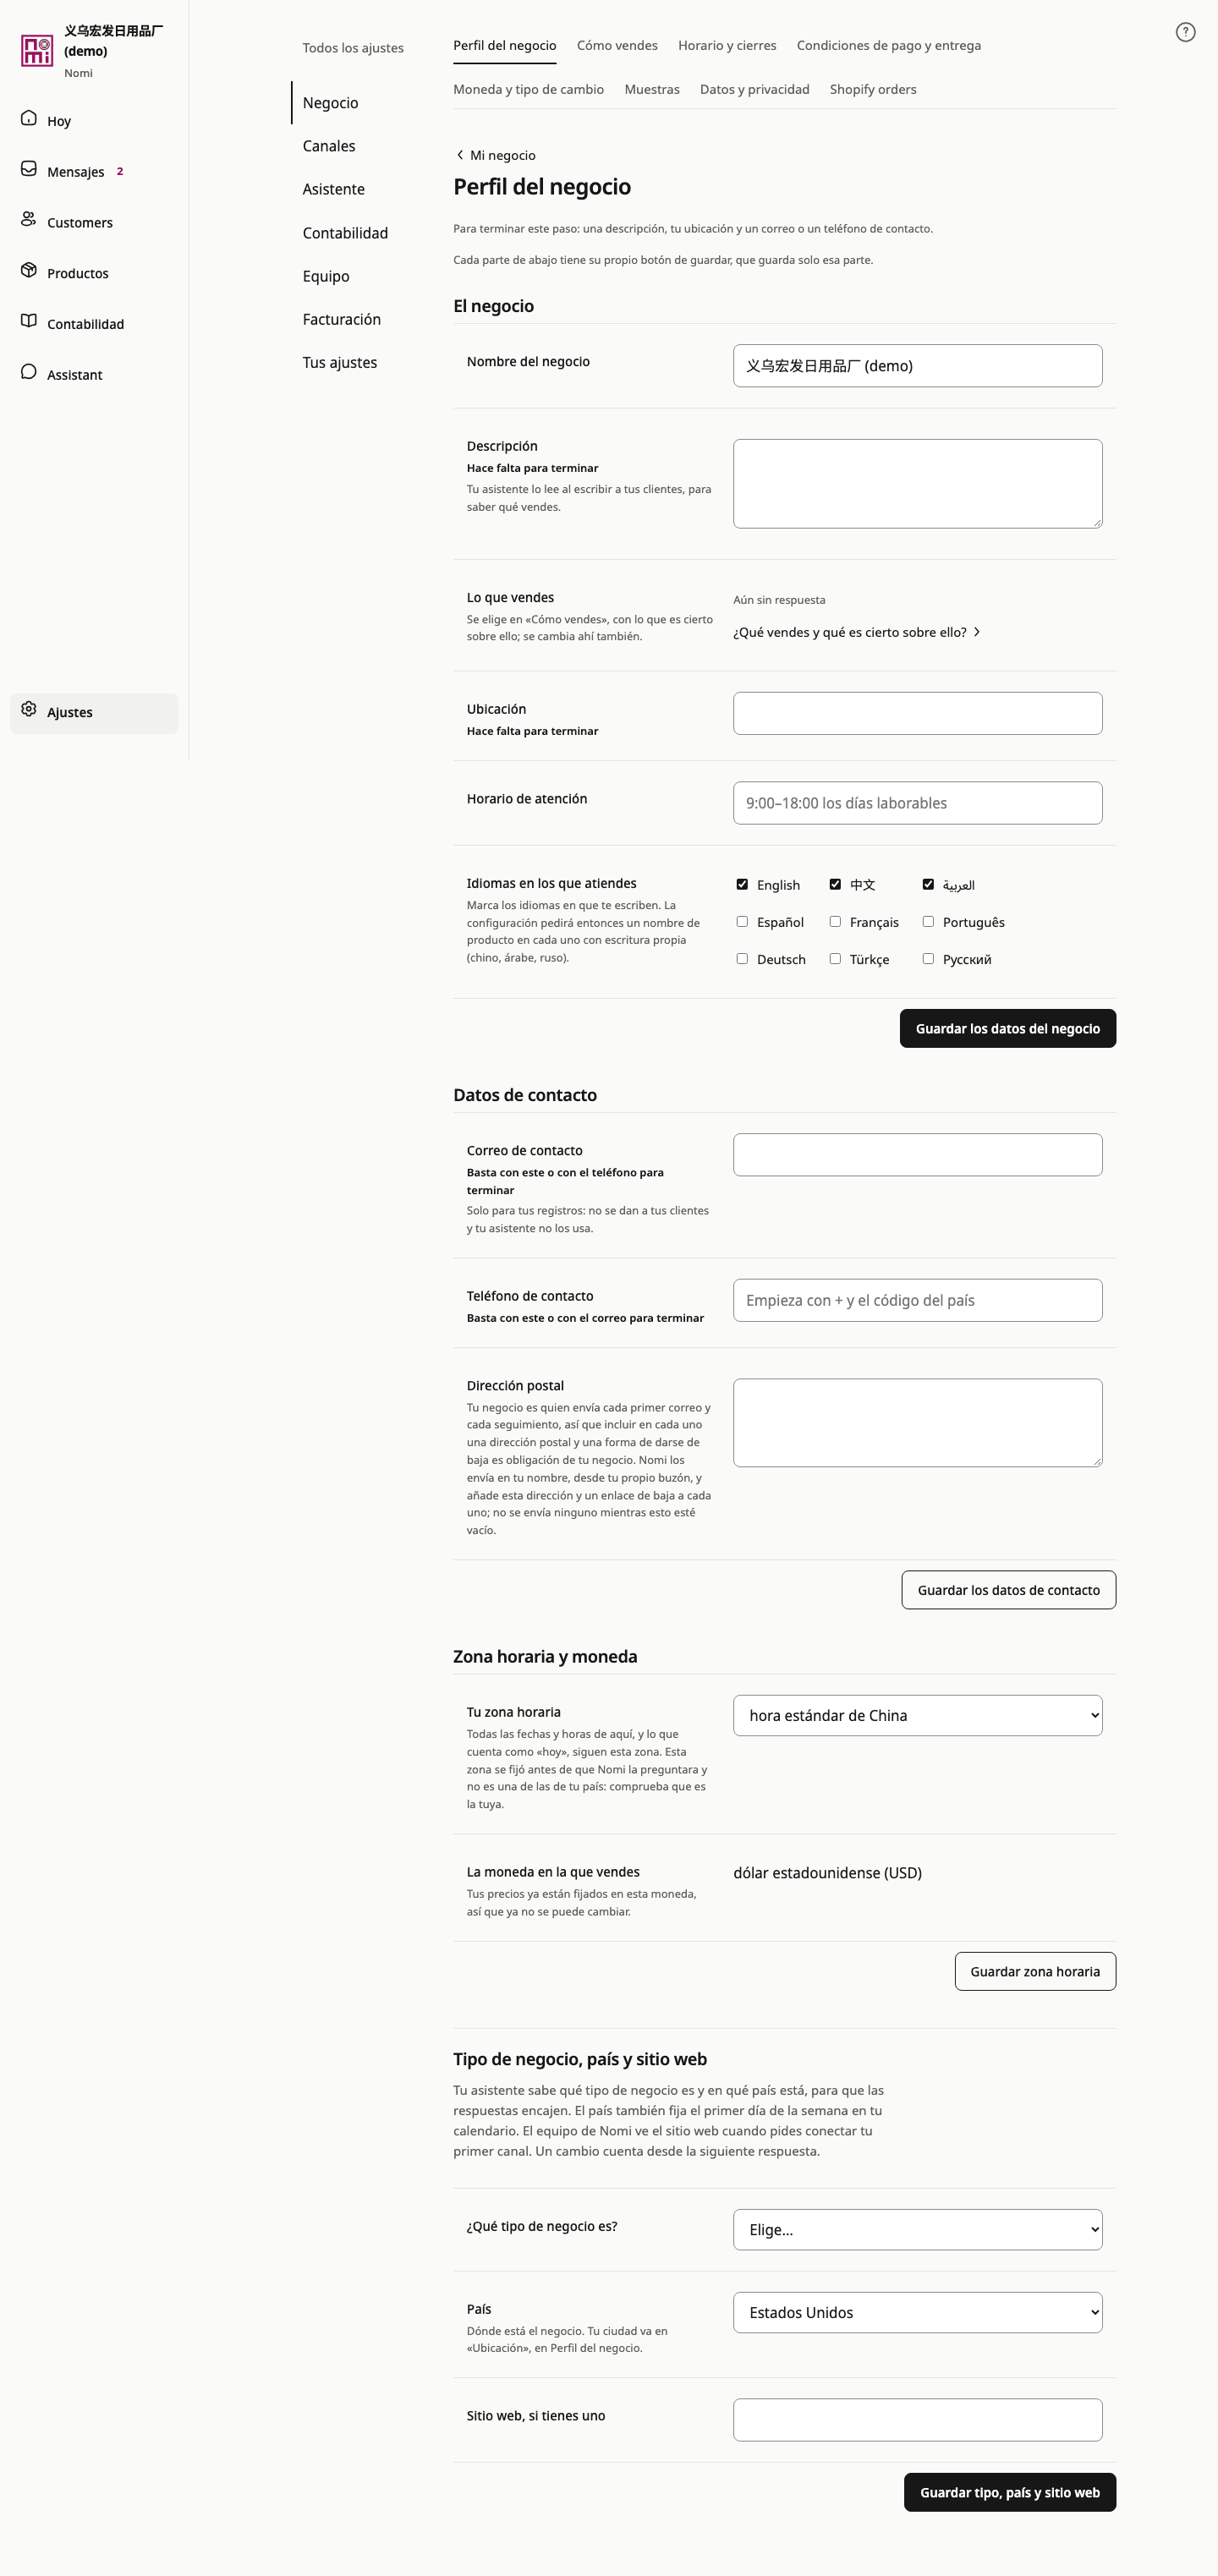 义乌宏发日用品厂
(demo)
Nomi
Hoy
Mensajes 2
Customers
Productos
Contabilidad
Assistant
Ajustes
Todos los ajustes
Negocio
Canales
Asistente
Contabilidad
Equipo
Facturación
Tus ajustes
Perfil del negocio Cómo vendes Horario y cierres Condiciones de pago y entrega
Moneda y tipo de cambio Muestras Datos y privacidad Shopify orders
Mi negocio
Perfil del negocio
Para terminar este paso: una descripción, tu ubicación y un correo o un teléfono de contacto.
Cada parte de abajo tiene su propio botón de guardar, que guarda solo esa parte.
El negocio
Nombre del negocio
义乌宏发日用品厂 (demo)
Descripción
Hace falta para terminar
Tu asistente lo lee al escribir a tus clientes, para
saber qué vendes.
Lo que vendes
Se elige en «Cómo vendes», con lo que es cierto
sobre ello; se cambia ahí también.
Aún sin respuesta
¿Qué vendes y qué es cierto sobre ello?
Ubicación
Hace falta para terminar
Horario de atención
9:00–18:00 los días laborables
Idiomas en los que atiendes
Marca los idiomas en que te escriben. La
configuración pedirá entonces un nombre de
producto en cada uno con escritura propia
(chino, árabe, ruso).
English 中文 العربية
Español Français Português
Deutsch Türkçe Русский
Guardar los datos del negocio
Datos de contacto
Correo de contacto
Basta con este o con el teléfono para
terminar
Solo para tus registros: no se dan a tus clientes
y tu asistente no los usa.
Teléfono de contacto
Basta con este o con el correo para terminar
Empieza con + y el código del país
Dirección postal
Tu negocio es quien envía cada primer correo y
cada seguimiento, así que incluir en cada uno
una dirección postal y una forma de darse de
baja es obligación de tu negocio. Nomi los
envía en tu nombre, desde tu propio buzón, y
añade esta dirección y un enlace de baja a cada
uno; no se envía ninguno mientras esto esté
vacío.
Guardar los datos de contacto
Zona horaria y moneda
Tu zona horaria
Todas las fechas y horas de aquí, y lo que
cuenta como «hoy», siguen esta zona. Esta
zona se fijó antes de que Nomi la preguntara y
no es una de las de tu país: comprueba que es
la tuya.
hora estándar de China
La moneda en la que vendes
Tus precios ya están fijados en esta moneda,
así que ya no se puede cambiar.
dólar estadounidense (USD)
Guardar zona horaria
Tipo de negocio, país y sitio web
Tu asistente sabe qué tipo de negocio es y en qué país está, para que las
respuestas encajen. El país también fija el primer día de la semana en tu
calendario. El equipo de Nomi ve el sitio web cuando pides conectar tu
primer canal. Un cambio cuenta desde la siguiente respuesta.
¿Qué tipo de negocio es?
Elige...
País
Dónde está el negocio. Tu ciudad va en
«Ubicación», en Perfil del negocio.
Estados Unidos
Sitio web, si tienes uno
Guardar tipo, país y sitio web